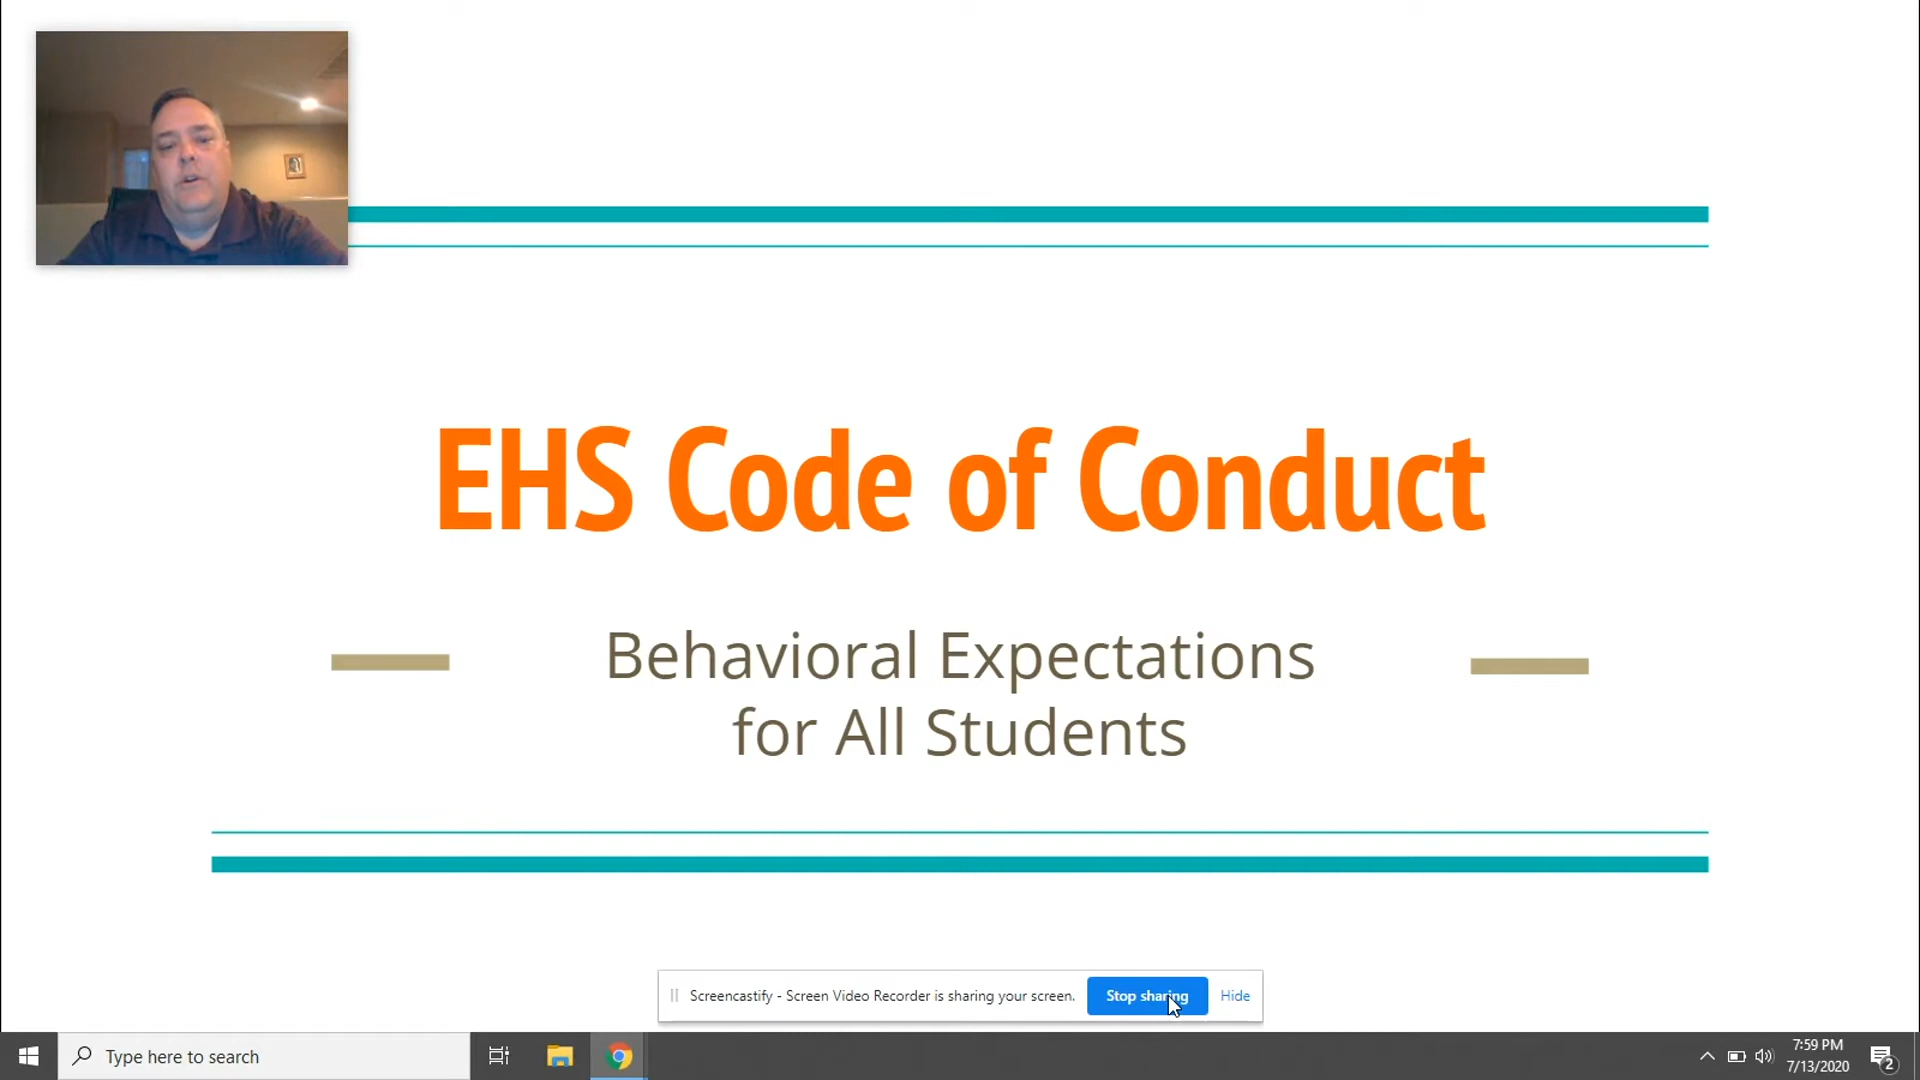 EHS Code of Conduct
Behavioral Expectations
for All Students
Screencastify - Screen Video Recorder is sharing your screen. Stop sharing Hide
Type here to search
7:59 PM
7/13/2020
2